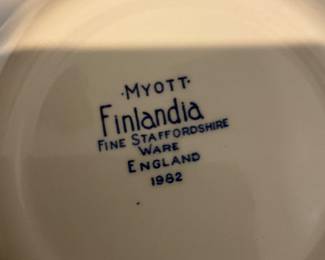 ·MYOTT·
Finlandia
FINE STAFFORDSHIRE
WARE
ENGLAND
1982